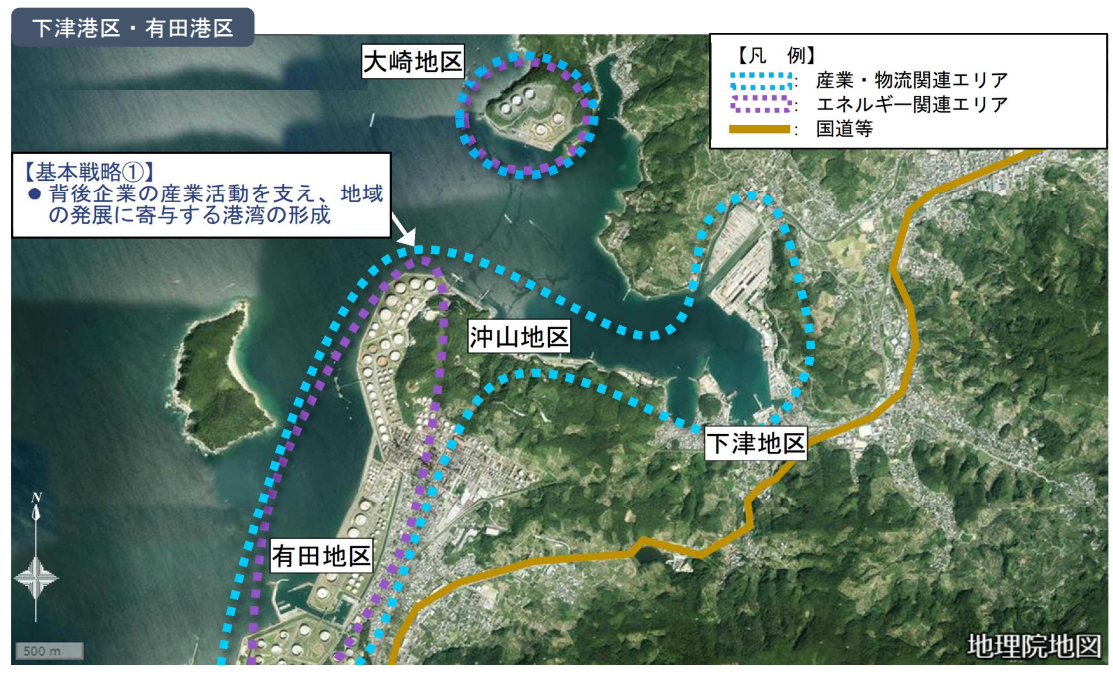 下津港区・有田港区
大崎地区
【凡　例】
： 産業・物流関連エリア
： エネルギー関連エリア
： 国道等
【基本戦略①】
● 背後企業の産業活動を支え、地域
の発展に寄与する港湾の形成
沖山地区
下津地区
有田地区
N
500 m
地理院地図